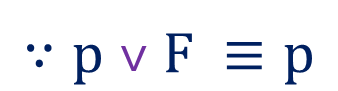 ∵ p ∨ F ≡ p